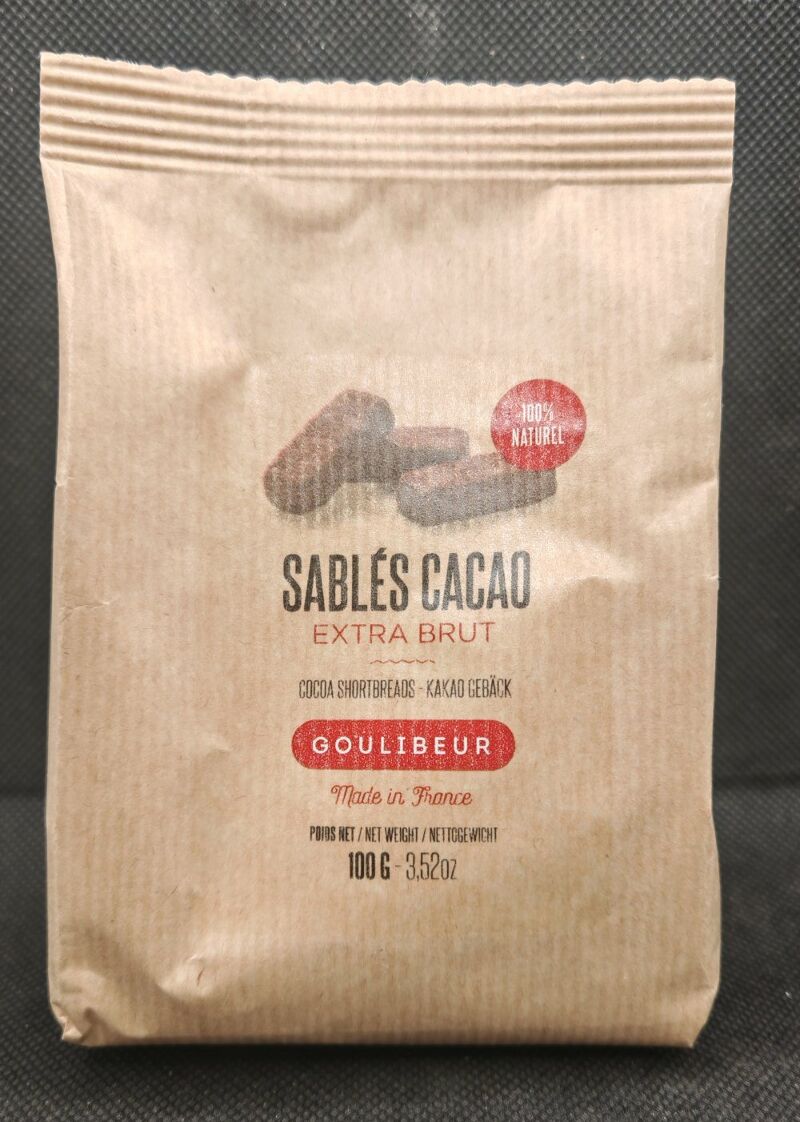 100%
NATUREL
SABLÉS CACAO
EXTRA BRUT
COCOA SHORTBREADS - KAKAO GEBÄCK
GOULIBEUR
Made in France
POIDS NET / NET WEIGHT / NETTOGEWICHT
100 G - 3,52oz